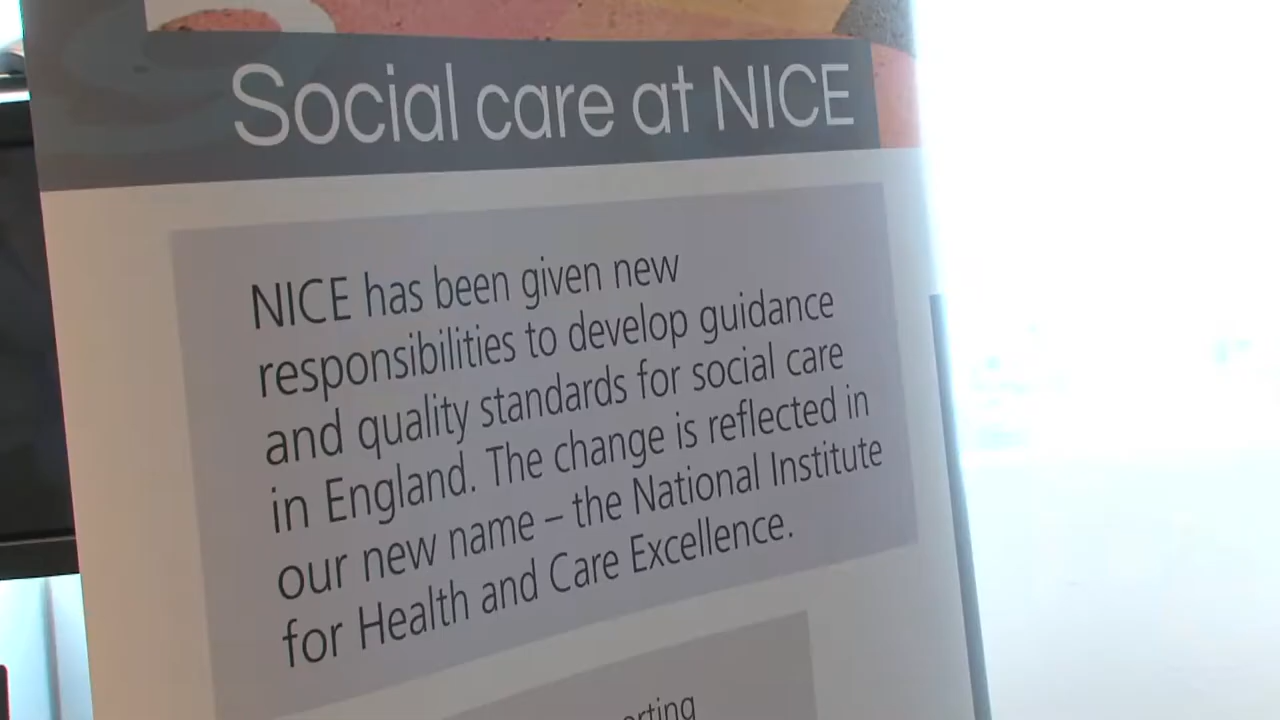 Social care at NICE
NICE has been given new
responsibilities to develop guidance
and quality standards for social care
in England. The change is reflected in
our new name – the National Institute
for Health and Care Excellence.